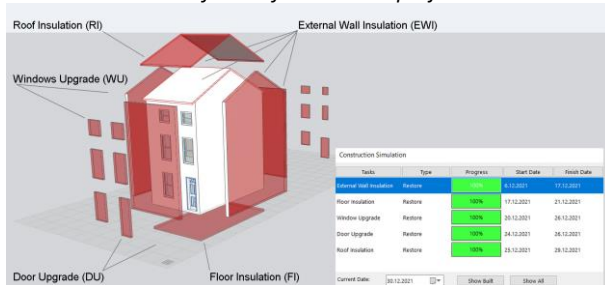 Roof Insulation (RI)
External Wall Insulation (EWI)
Windows Upgrade (WU)
Door Upgrade (DU)
Floor Insulation (FI)
Construction Simulation
Tasks Type Progress Start Date Finish Date
External Wall Insulation Restore 100% 6.12.2021 17.12.2021
Floor Insulation Restore 100% 17.12.2021 21.12.2021
Window Upgrade Restore 100% 20.12.2021 26.12.2021
Door Upgrade Restore 100% 24.12.2021 26.12.2021
Roof Insulation Restore 100% 25.12.2021 29.12.2021
Current Date: 30.12.2021 Show Built Show All